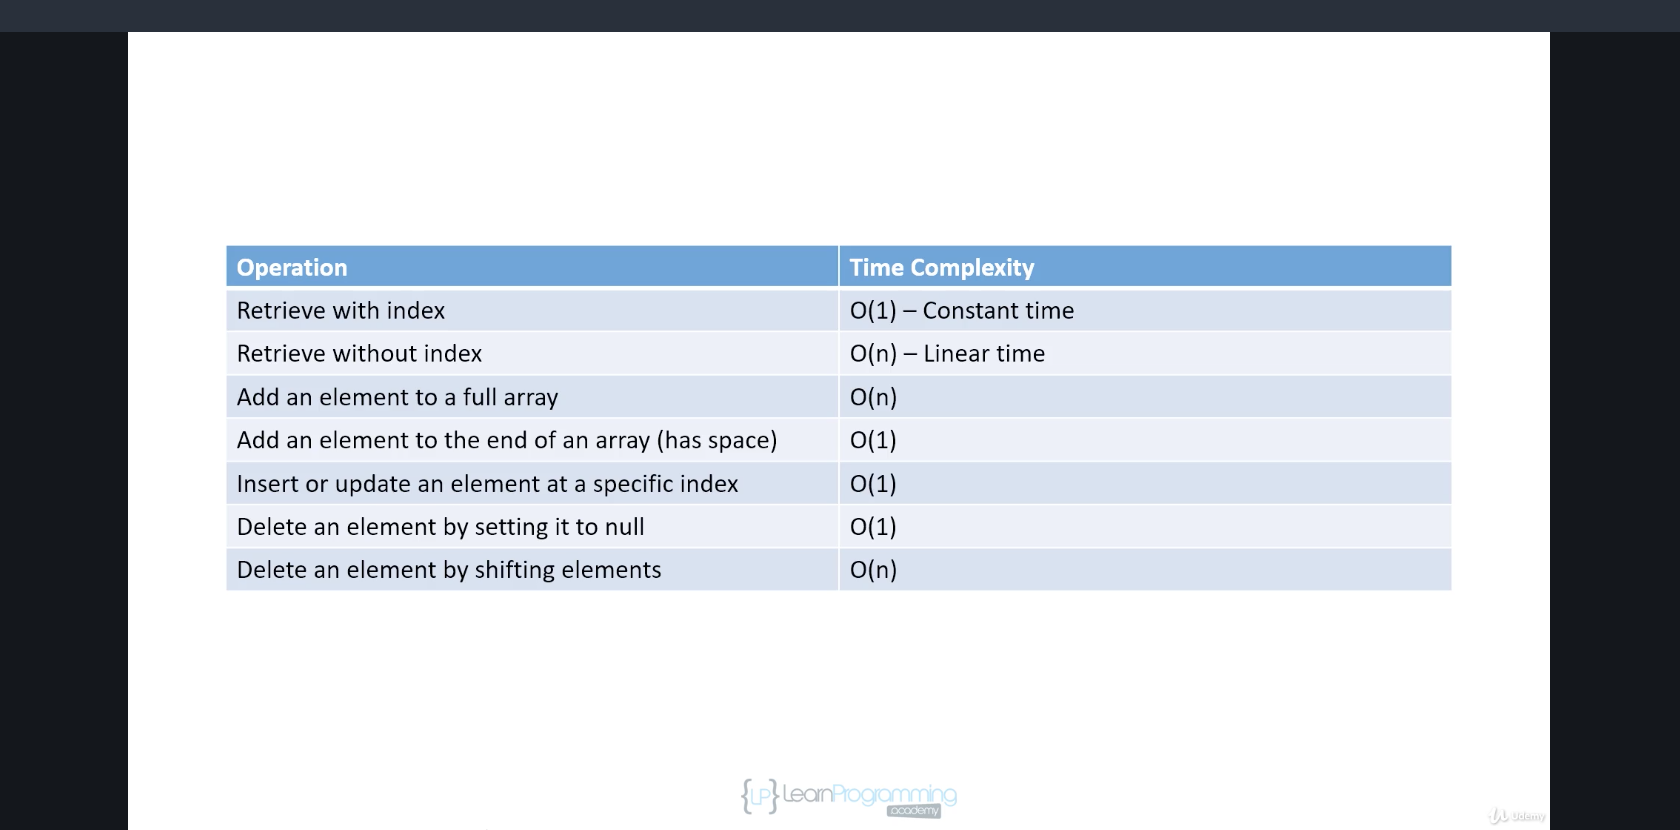 Operation Time Complexity
Retrieve with index O(1) – Constant time
Retrieve without index O(n) – Linear time
Add an element to a full array O(n)
Add an element to the end of an array (has space) O(1)
Insert or update an element at a specific index O(1)
Delete an element by setting it to null O(1)
Delete an element by shifting elements O(n)
{LP} LearnProgramming
academy
Udemy